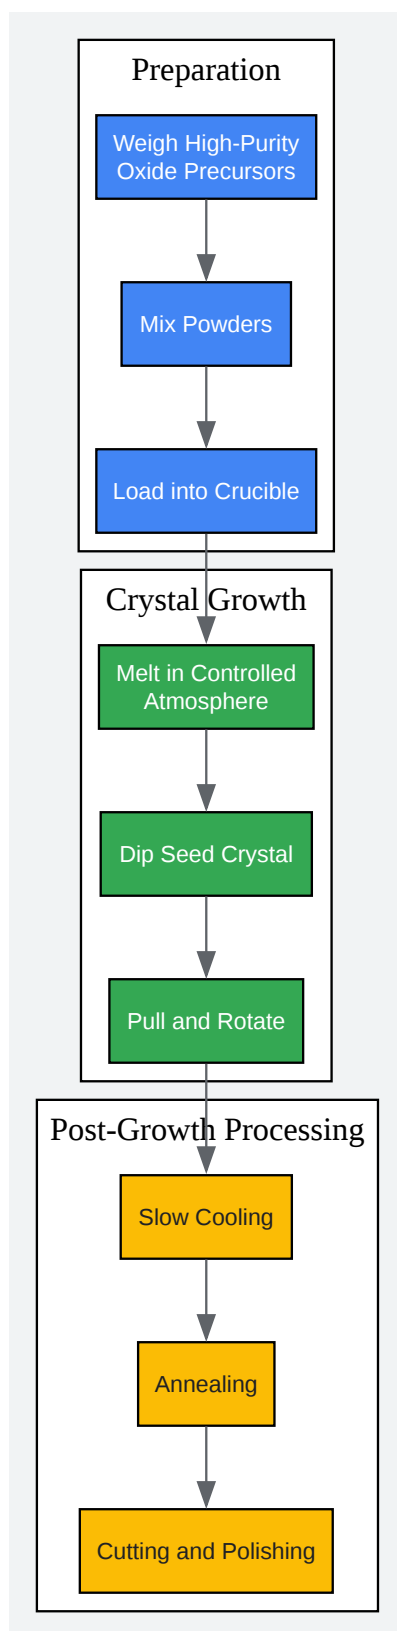 Preparation
Weigh High-Purity
Oxide Precursors
Mix Powders
Load into Crucible
Crystal Growth
Melt in Controlled
Atmosphere
Dip Seed Crystal
Pull and Rotate
Post-Growth Processing
Slow Cooling
Annealing
Cutting and Polishing